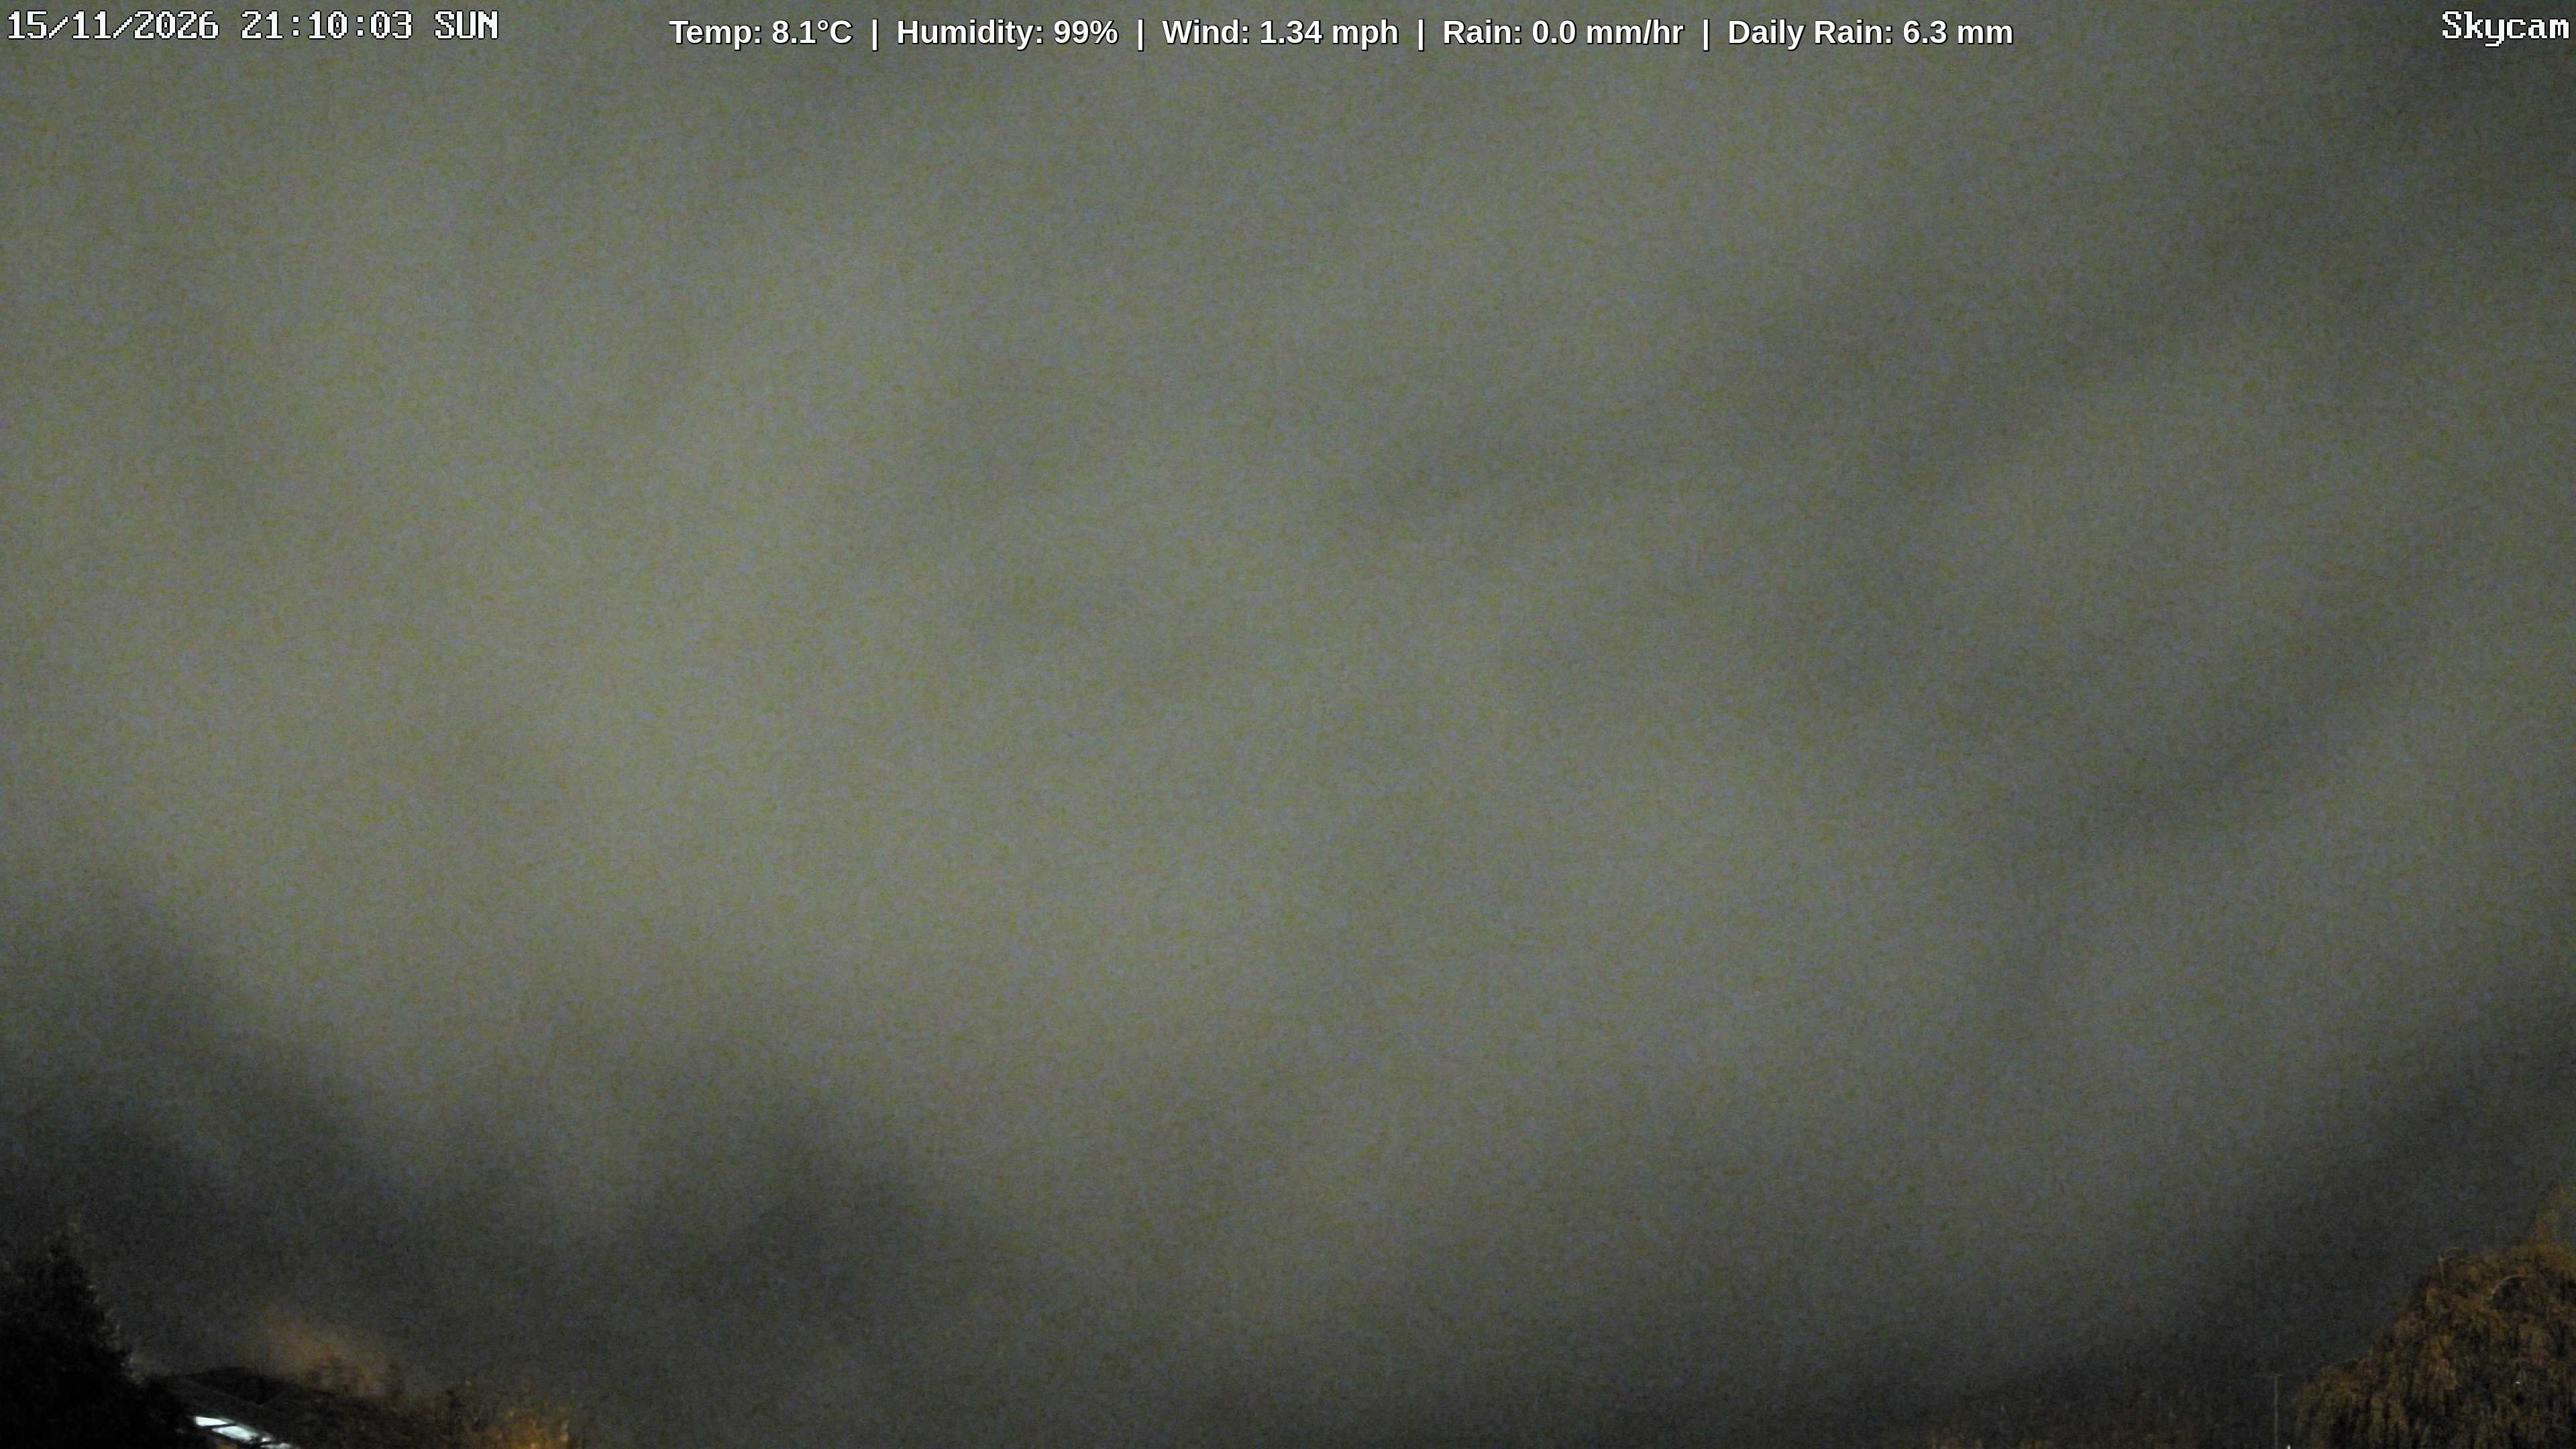 15/11/2026 21:10:03 SUN
Temp: 8.1°C | Humidity: 99% | Wind: 1.34 mph | Rain: 0.0 mm/hr | Daily Rain: 6.3 mm
Skycam